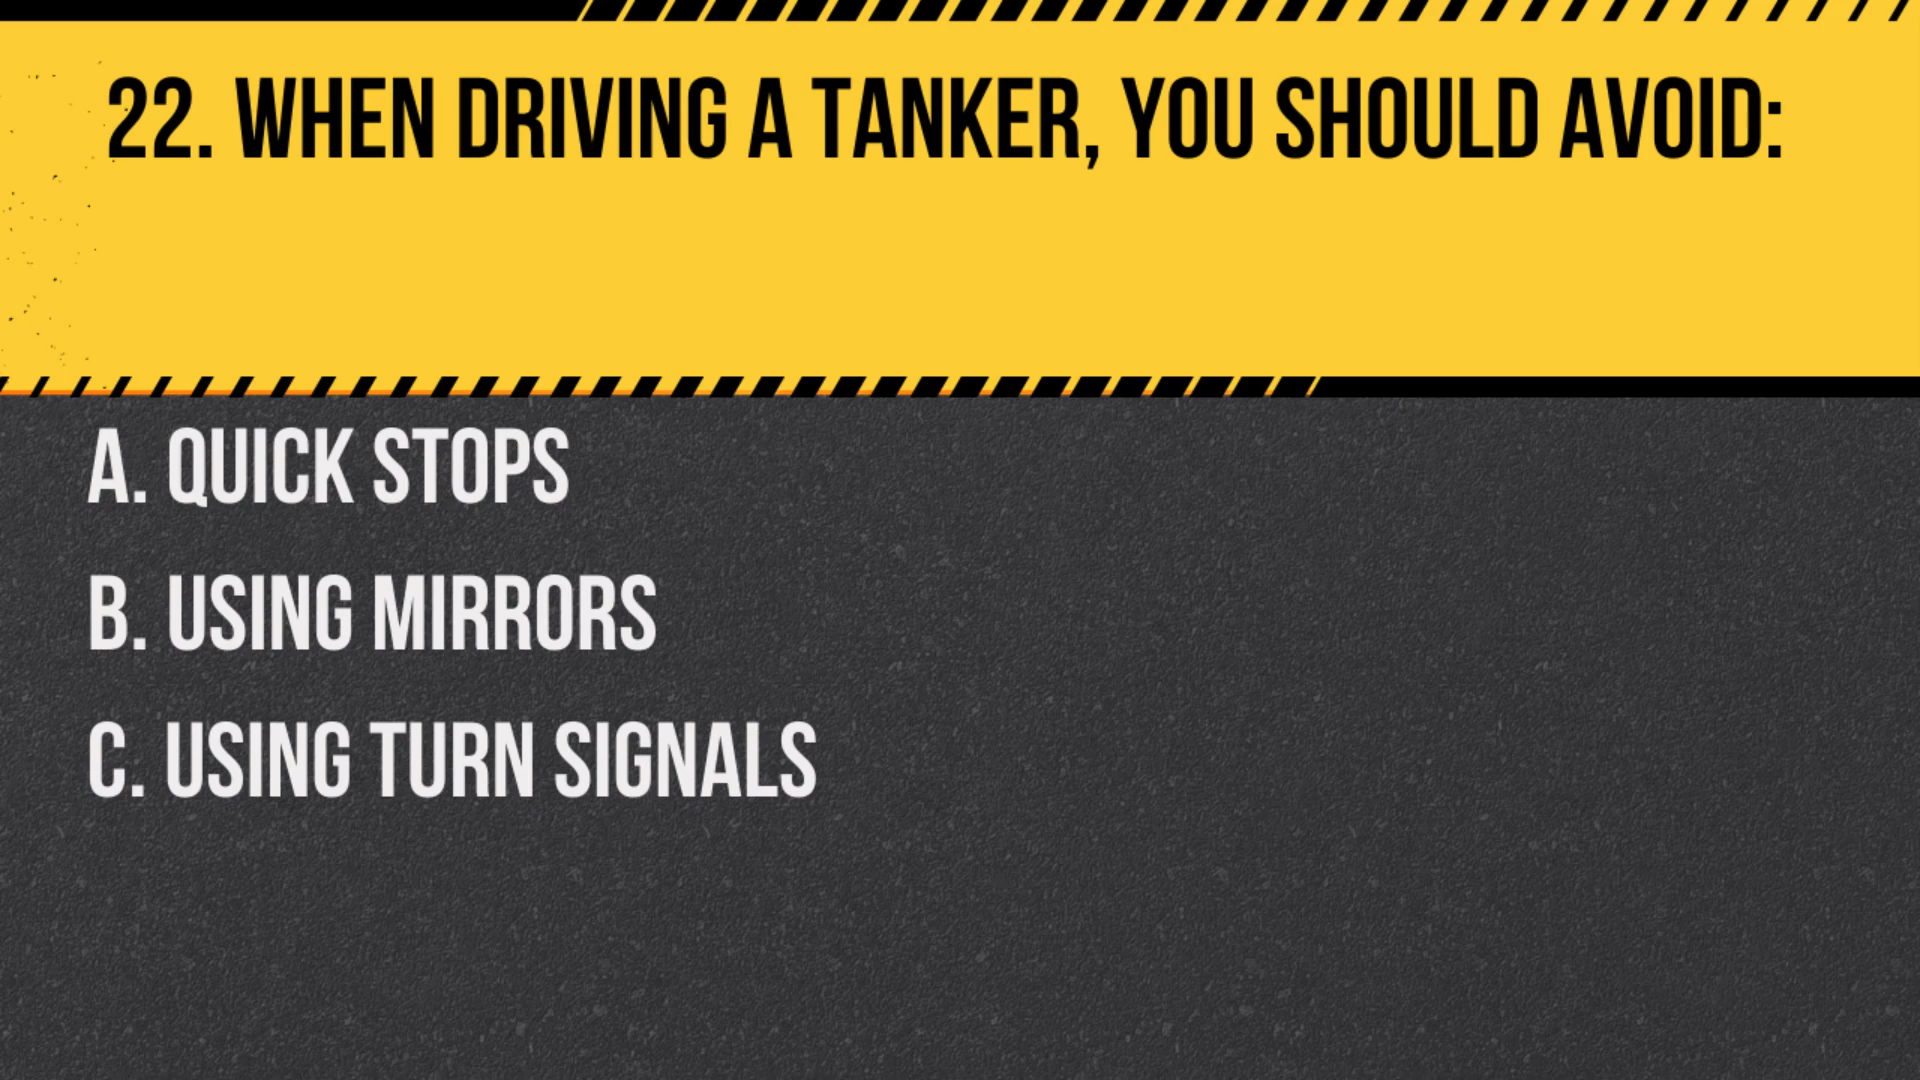 22. WHEN DRIVING A TANKER, YOU SHOULD AVOID:
A. QUICK STOPS
B. USING MIRRORS
C. USING TURN SIGNALS